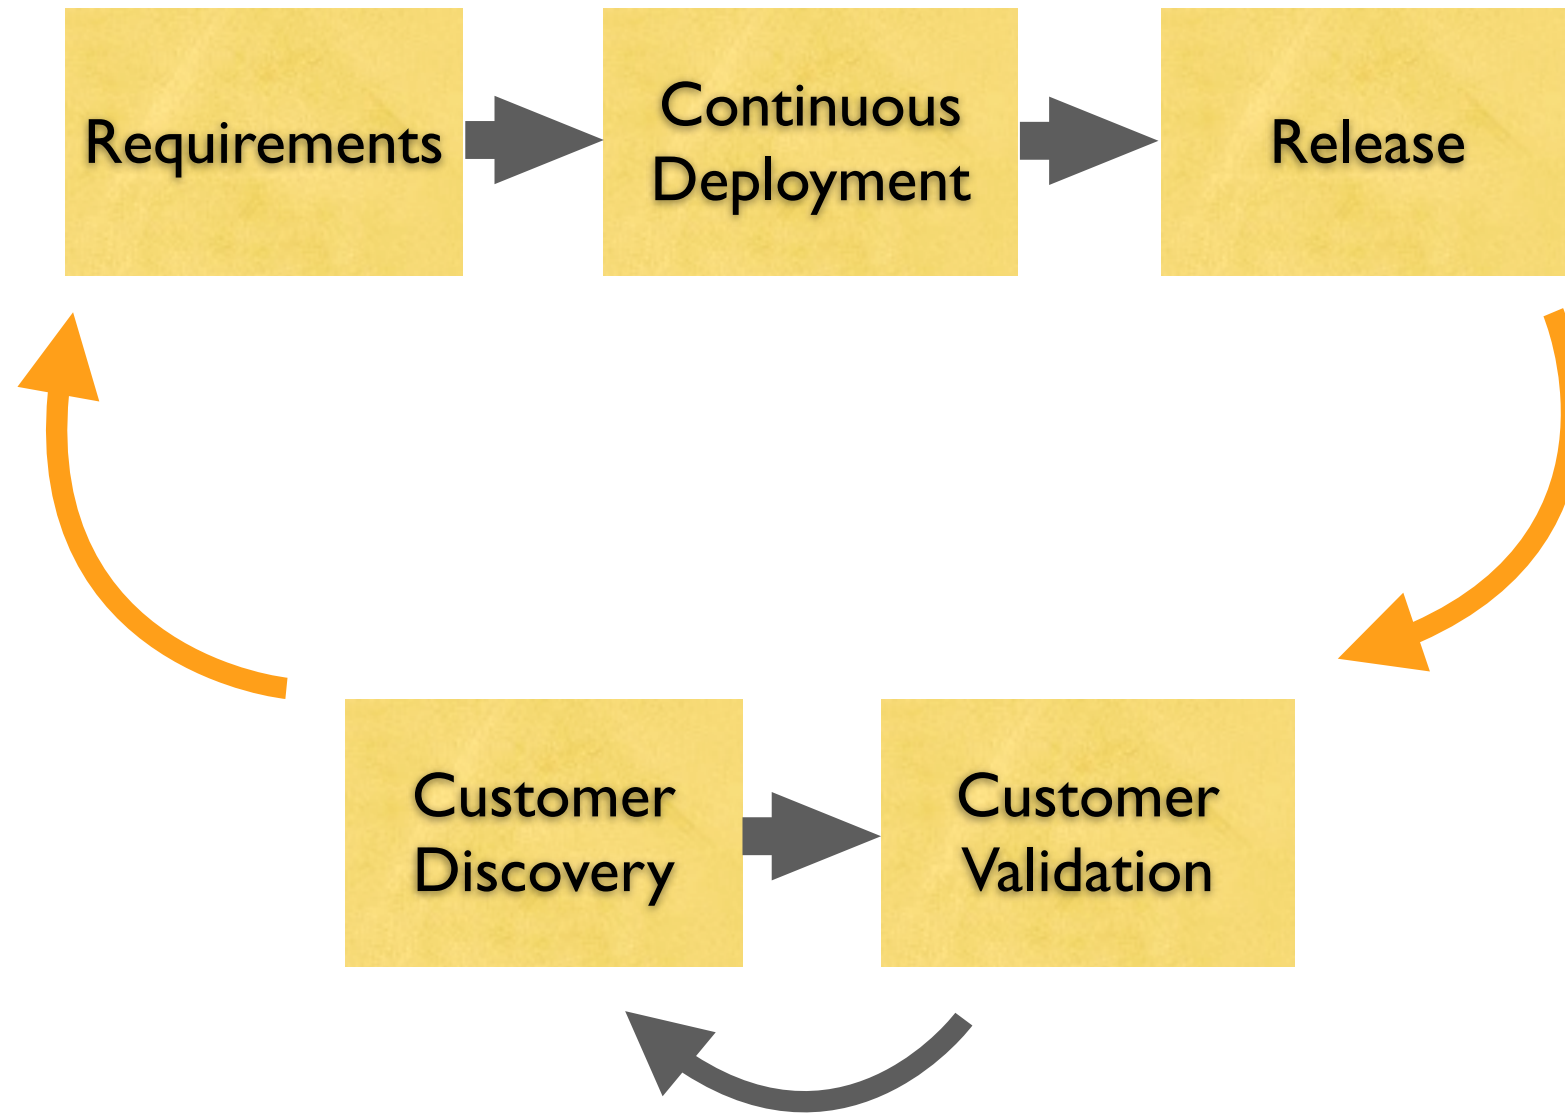 Requirements
Continuous
Deployment
Release
Customer
Discovery
Customer
Validation